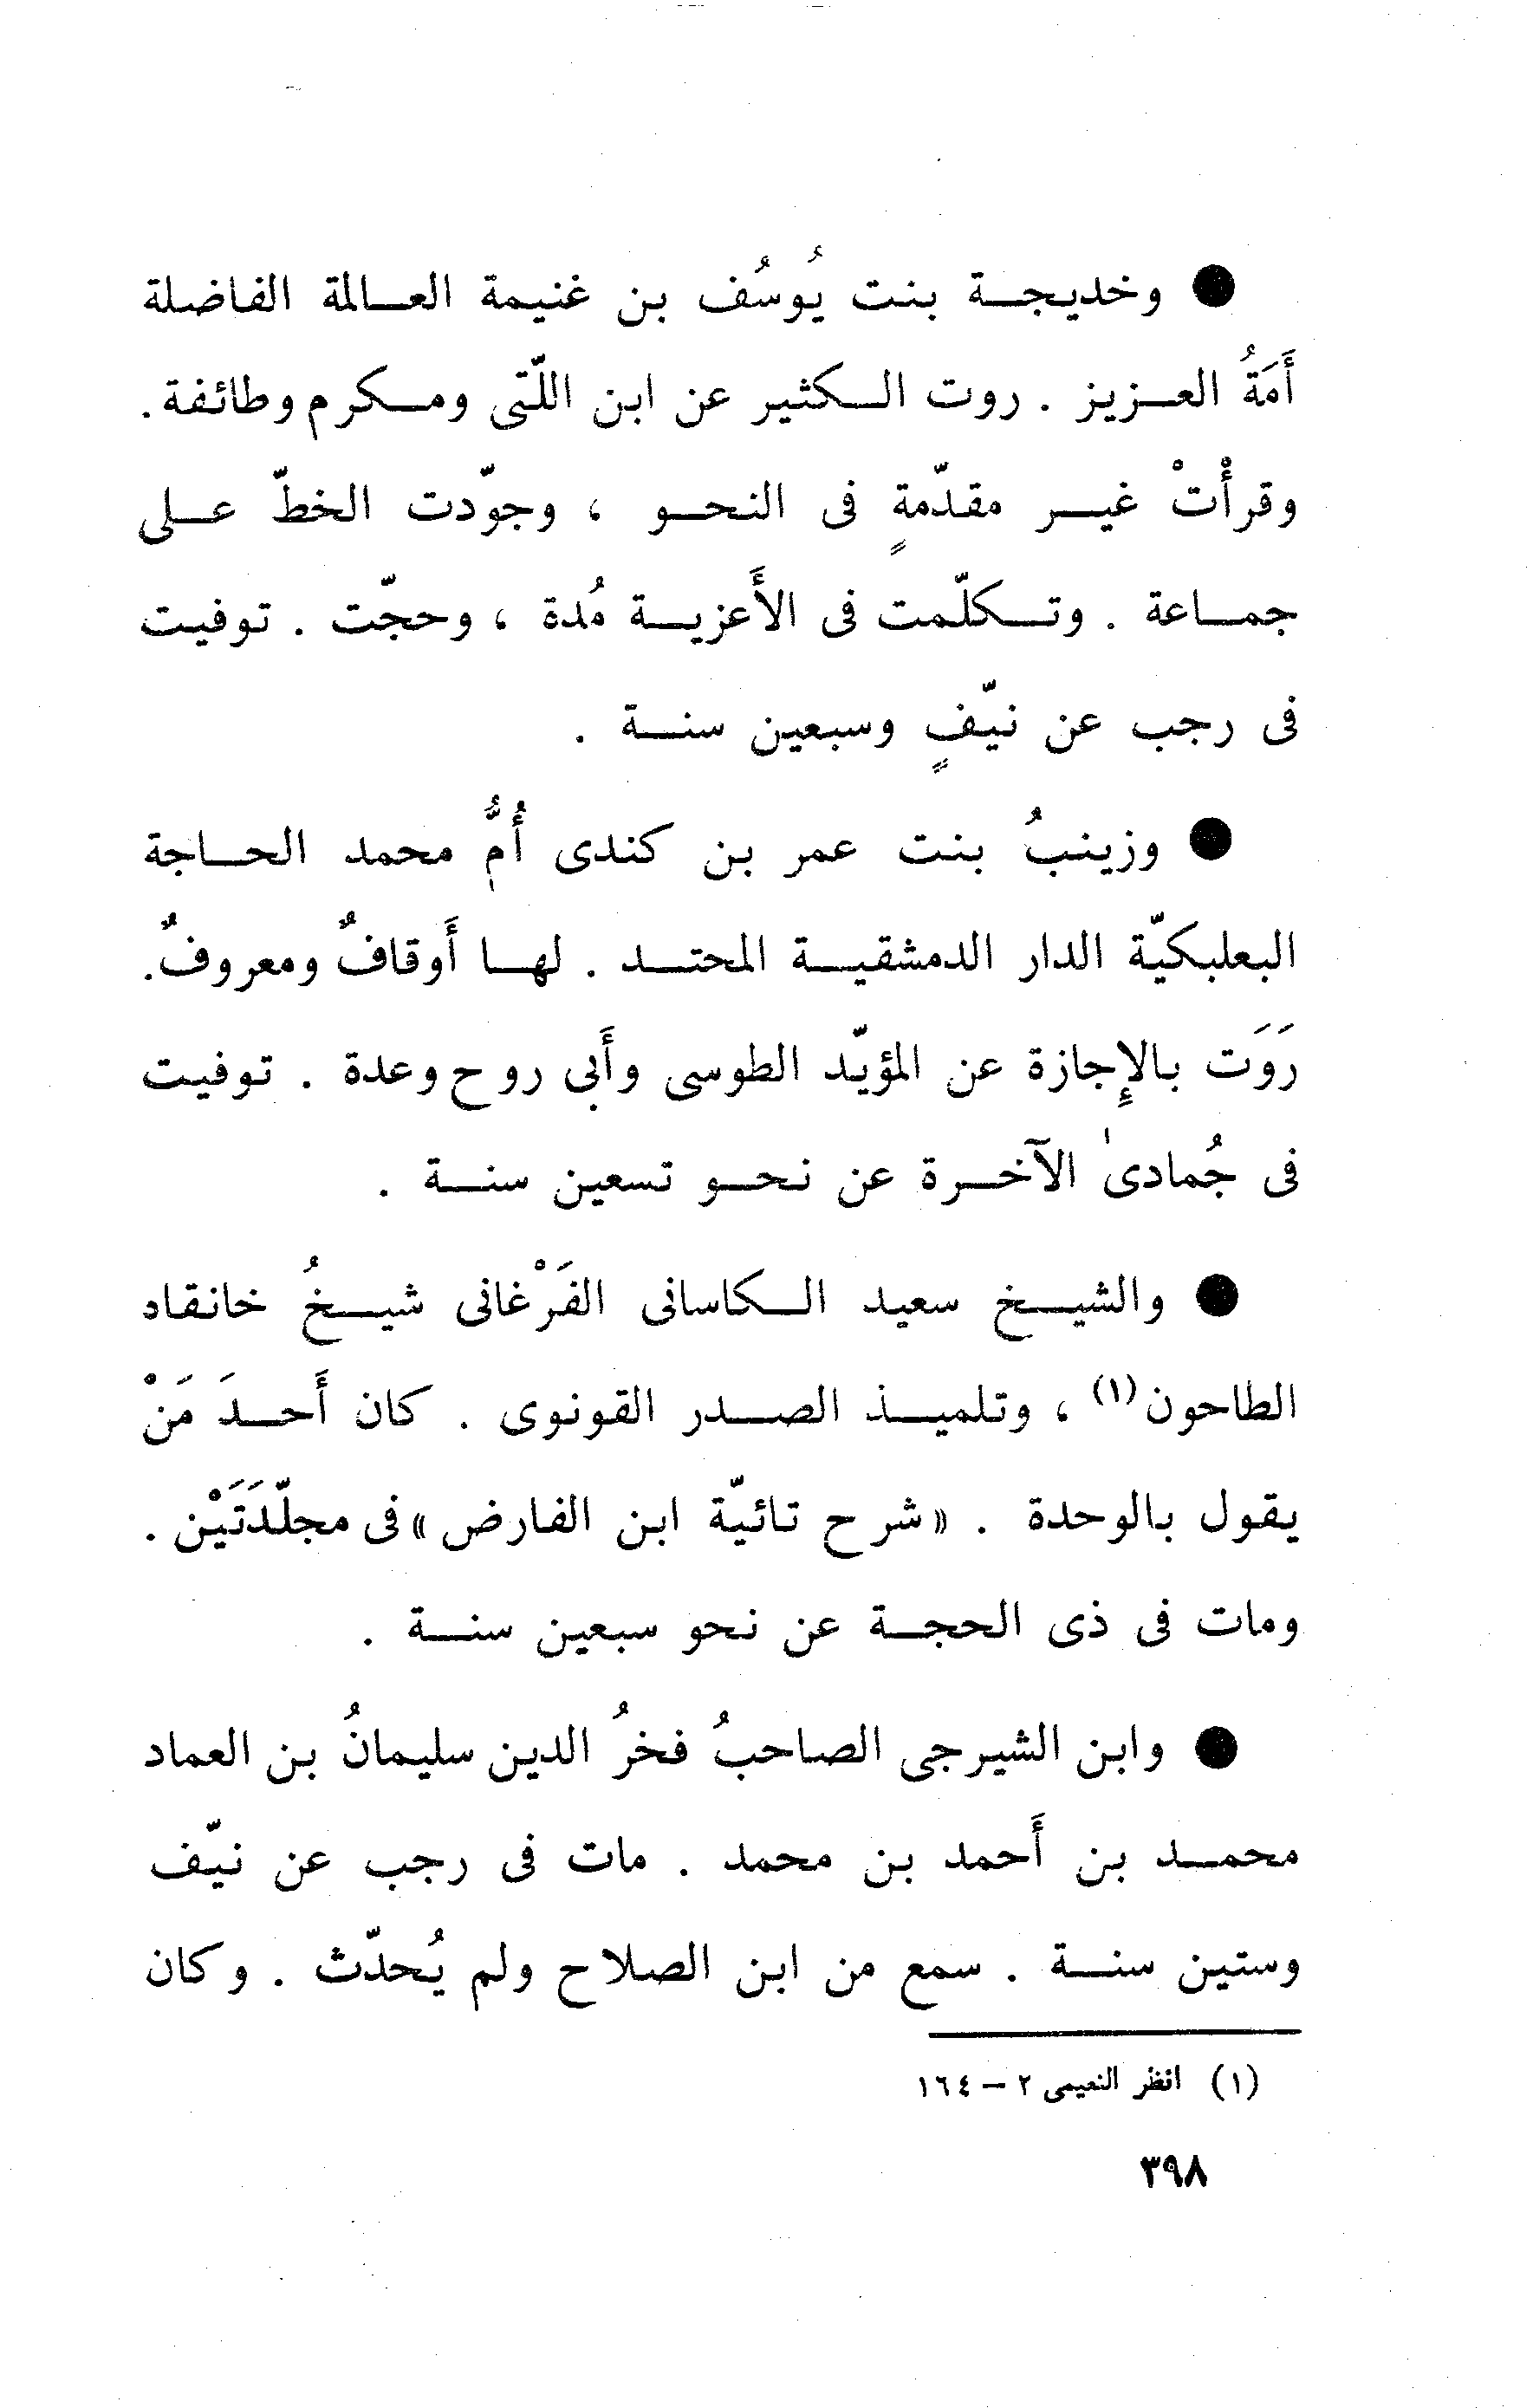 ● وخديجة بنت يُوسُف بن غنيمة العالمة الفاضلة
أَمَةُ العزيز . روت الكثير عن ابن اللّتى ومكرم وطائفة .
وقرأْتْ غير مقدّمةٍ فى النحو ، وجوّدت الخطّ على
جماعة . وتكلّمت فى الأَعزية مُدة ، وحجّت . توفيت
فى رجب عن نيّفٍ وسبعين سنة .
● وزينبُ بنت عمر بن كندى أُمُّ محمد الحاجة
البعلبكيّة الدار الدمشقية المحتد . لها أَوقافٌ ومعروفٌ .
رَوَت بالإِجازة عن المؤيّد الطوسى وأَبى روح وعدة . توفيت
فى جُمادىٰ الآخرة عن نحو تسعين سنة .
● والشيخ سعيد الكاسانى الفَرْغانى شيخُ خانقاد
الطاحون (١) ، وتلميذ الصدر القونوى . كان أَحدَ مَنْ
يقول بالوحدة . « شرح تائيّة ابن الفارض » فى مجلّدَتَيْن .
ومات فى ذى الحجة عن نحو سبعين سنة .
● وابن الشيرجى الصاحبُ فخرُ الدين سليمانُ بن العماد
محمد بن أَحمد بن محمد . مات فى رجب عن نيّف
وستين سنة . سمع من ابن الصلاح ولم يُحدّث . وكان
(١) انظر النعيمى ٢ – ١٦٤
٣٩٨